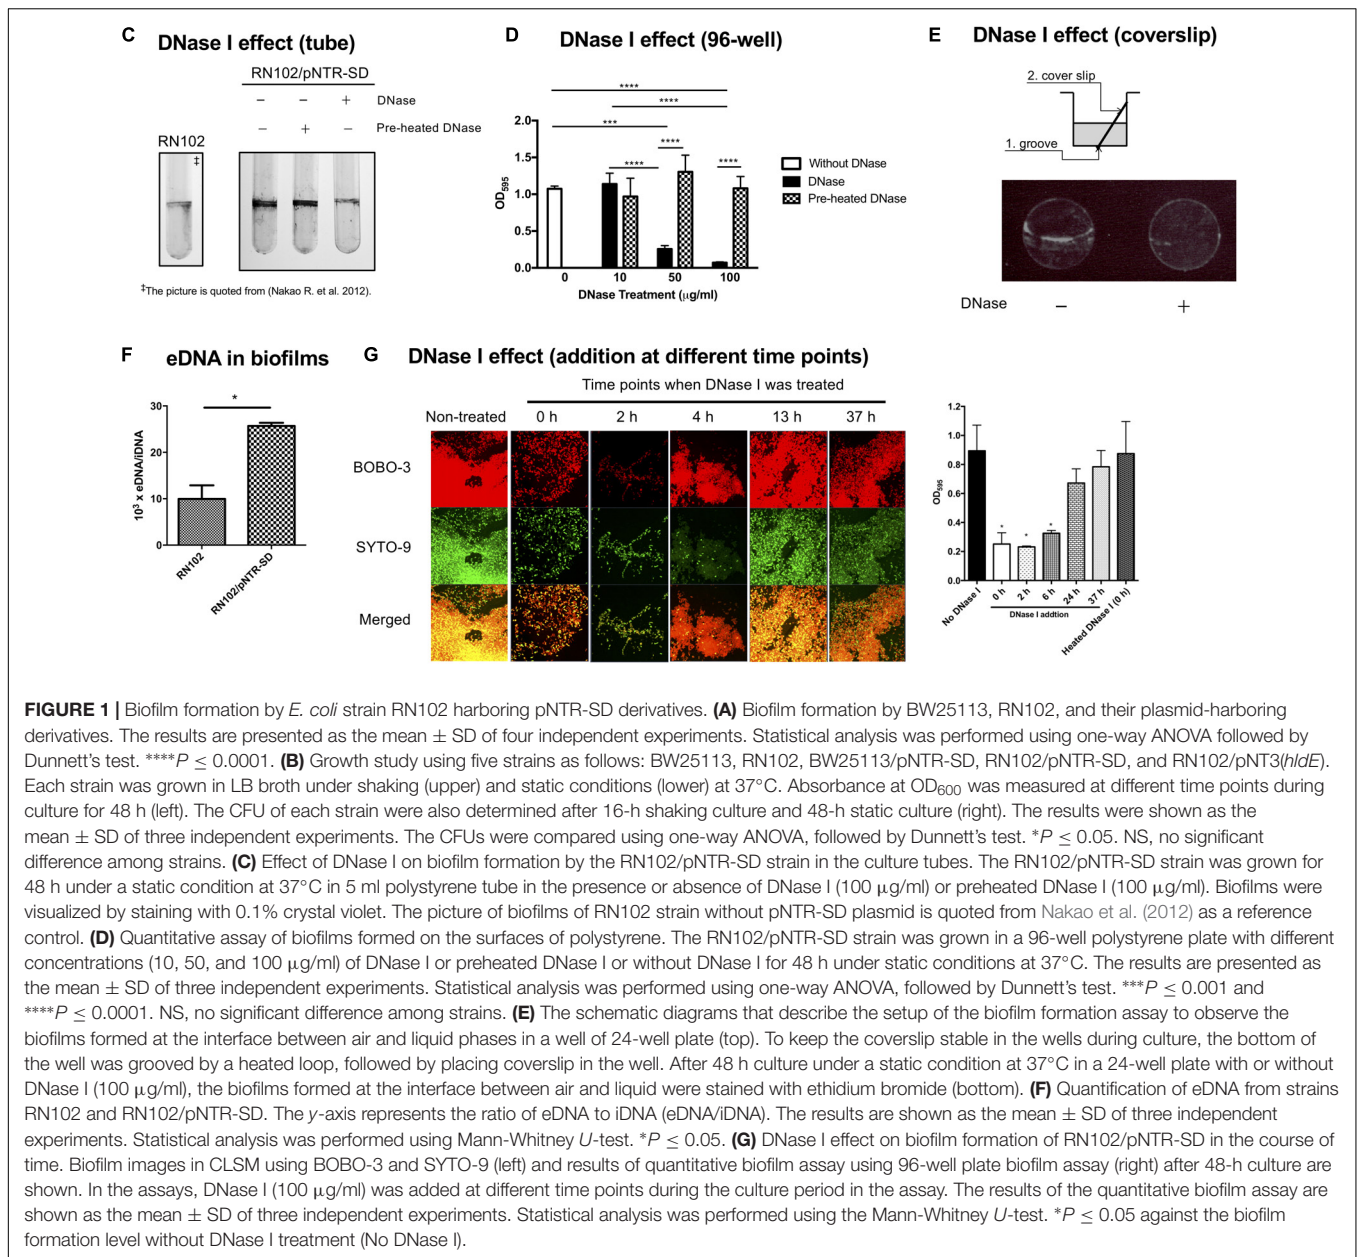 C DNase I effect (tube)
RN102/pNTR-SD
− − + DNase
− + − Pre-heated DNase
RN102
‡
‡The picture is quoted from (Nakao R. et al. 2012).
D DNase I effect (96-well)
****
****
***
****
****
****
2.0
1.5
1.0
0.5
0.0
OD595
0 10 50 100
DNase Treatment (μg/ml)
Without DNase
DNase
Pre-heated DNase
E DNase I effect (coverslip)
2. cover slip
1. groove
DNase − +
F eDNA in biofilms
*
30
20
10
0
10³ x eDNA/iDNA
RN102
RN102/pNTR-SD
G DNase I effect (addition at different time points)
Time points when DNase I was treated
Non-treated 0 h 2 h 4 h 13 h 37 h
BOBO-3
SYTO-9
Merged
1.2
1.0
0.8
0.6
0.4
0.2
0.0
OD595
* * *
No DNase I 0 h 2 h 6 h 24 h 37 h Heated DNase I (0 h)
DNase I addtion
FIGURE 1 | Biofilm formation by E. coli strain RN102 harboring pNTR-SD derivatives. (A) Biofilm formation by BW25113, RN102, and their plasmid-harboring
derivatives. The results are presented as the mean ± SD of four independent experiments. Statistical analysis was performed using one-way ANOVA followed by
Dunnett's test. ****P ≤ 0.0001. (B) Growth study using five strains as follows: BW25113, RN102, BW25113/pNTR-SD, RN102/pNTR-SD, and RN102/pNT3(hldE).
Each strain was grown in LB broth under shaking (upper) and static conditions (lower) at 37°C. Absorbance at OD600 was measured at different time points during
culture for 48 h (left). The CFU of each strain were also determined after 16-h shaking culture and 48-h static culture (right). The results were shown as the
mean ± SD of three independent experiments. The CFUs were compared using one-way ANOVA, followed by Dunnett's test. *P ≤ 0.05. NS, no significant
difference among strains. (C) Effect of DNase I on biofilm formation by the RN102/pNTR-SD strain in the culture tubes. The RN102/pNTR-SD strain was grown for
48 h under a static condition at 37°C in 5 ml polystyrene tube in the presence or absence of DNase I (100 μg/ml) or preheated DNase I (100 μg/ml). Biofilms were
visualized by staining with 0.1% crystal violet. The picture of biofilms of RN102 strain without pNTR-SD plasmid is quoted from Nakao et al. (2012) as a reference
control. (D) Quantitative assay of biofilms formed on the surfaces of polystyrene. The RN102/pNTR-SD strain was grown in a 96-well polystyrene plate with different
concentrations (10, 50, and 100 μg/ml) of DNase I or preheated DNase I or without DNase I for 48 h under static conditions at 37°C. The results are presented as
the mean ± SD of three independent experiments. Statistical analysis was performed using one-way ANOVA, followed by Dunnett's test. ***P ≤ 0.001 and
****P ≤ 0.0001. NS, no significant difference among strains. (E) The schematic diagrams that describe the setup of the biofilm formation assay to observe the
biofilms formed at the interface between air and liquid phases in a well of 24-well plate (top). To keep the coverslip stable in the wells during culture, the bottom of
the well was grooved by a heated loop, followed by placing coverslip in the well. After 48 h culture under a static condition at 37°C in a 24-well plate with or without
DNase I (100 μg/ml), the biofilms formed at the interface between air and liquid were stained with ethidium bromide (bottom). (F) Quantification of eDNA from strains
RN102 and RN102/pNTR-SD. The y-axis represents the ratio of eDNA to iDNA (eDNA/iDNA). The results are shown as the mean ± SD of three independent
experiments. Statistical analysis was performed using Mann-Whitney U-test. *P ≤ 0.05. (G) DNase I effect on biofilm formation of RN102/pNTR-SD in the course of
time. Biofilm images in CLSM using BOBO-3 and SYTO-9 (left) and results of quantitative biofilm assay using 96-well plate biofilm assay (right) after 48-h culture are
shown. In the assays, DNase I (100 μg/ml) was added at different time points during the culture period in the assay. The results of the quantitative biofilm assay are
shown as the mean ± SD of three independent experiments. Statistical analysis was performed using the Mann-Whitney U-test. *P ≤ 0.05 against the biofilm
formation level without DNase I treatment (No DNase I).